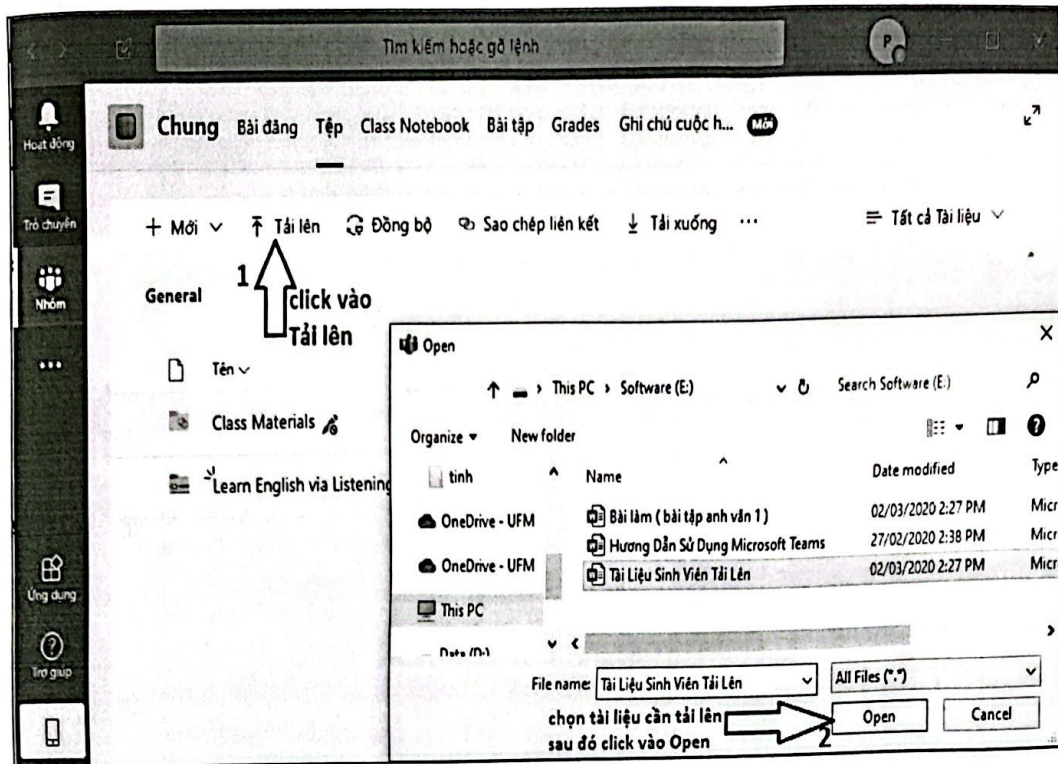 Tìm kiếm hoặc gõ lệnh
P
Hoạt động
Trò chuyện
Nhóm
Ứng dụng
Trợ giúp
Chung Bài đăng Tệp Class Notebook Bài tập Grades Ghi chú cuộc h... Mới
+ Mới Tải lên Đồng bộ Sao chép liên kết Tải xuống ... Tất cả Tài liệu
1
click vào
Tải lên
General
Tên
Class Materials
Learn English via Listening
Open
This PC > Software (E:) Search Software (E:)
Organize New folder
tinh
OneDrive - UFM
OneDrive - UFM
This PC
Data (D:)
Name Date modified Type
Bài làm ( bài tập anh văn 1 ) 02/03/2020 2:27 PM Micr
Hương Dẫn Sử Dụng Microsoft Teams 27/02/2020 2:38 PM Micr
Tài Liệu Sinh Viên Tải Lên 02/03/2020 2:27 PM Micr
File name: Tài Liệu Sinh Viên Tải Lên All Files (*.*)
chọn tài liệu cần tải lên
sau đó click vào Open
2
Open Cancel